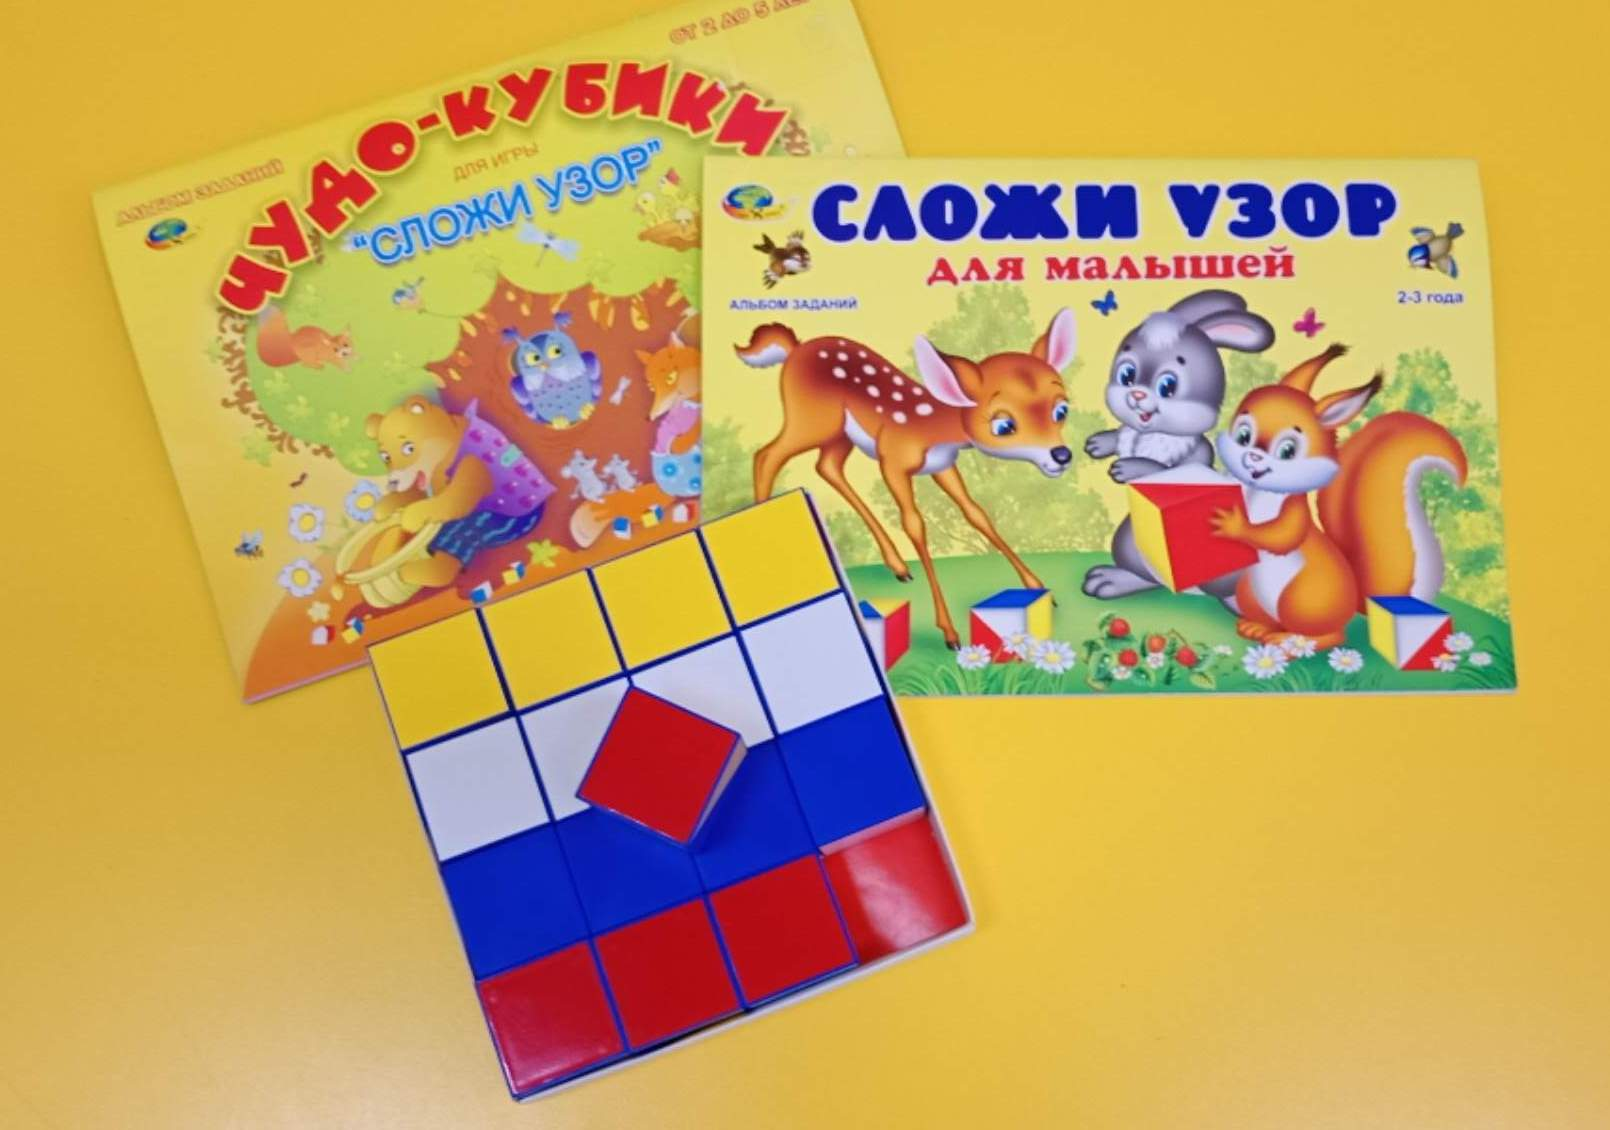 ОТ 2 ДО 5 ЛЕТ
ЧУДО-КУБИКИ
АЛЬБОМ ЗАДАНИЙ
ДЛЯ ИГРЫ
"СЛОЖИ УЗОР"
СЛОЖИ УЗОР
для малышей
АЛЬБОМ ЗАДАНИЙ
2-3 года